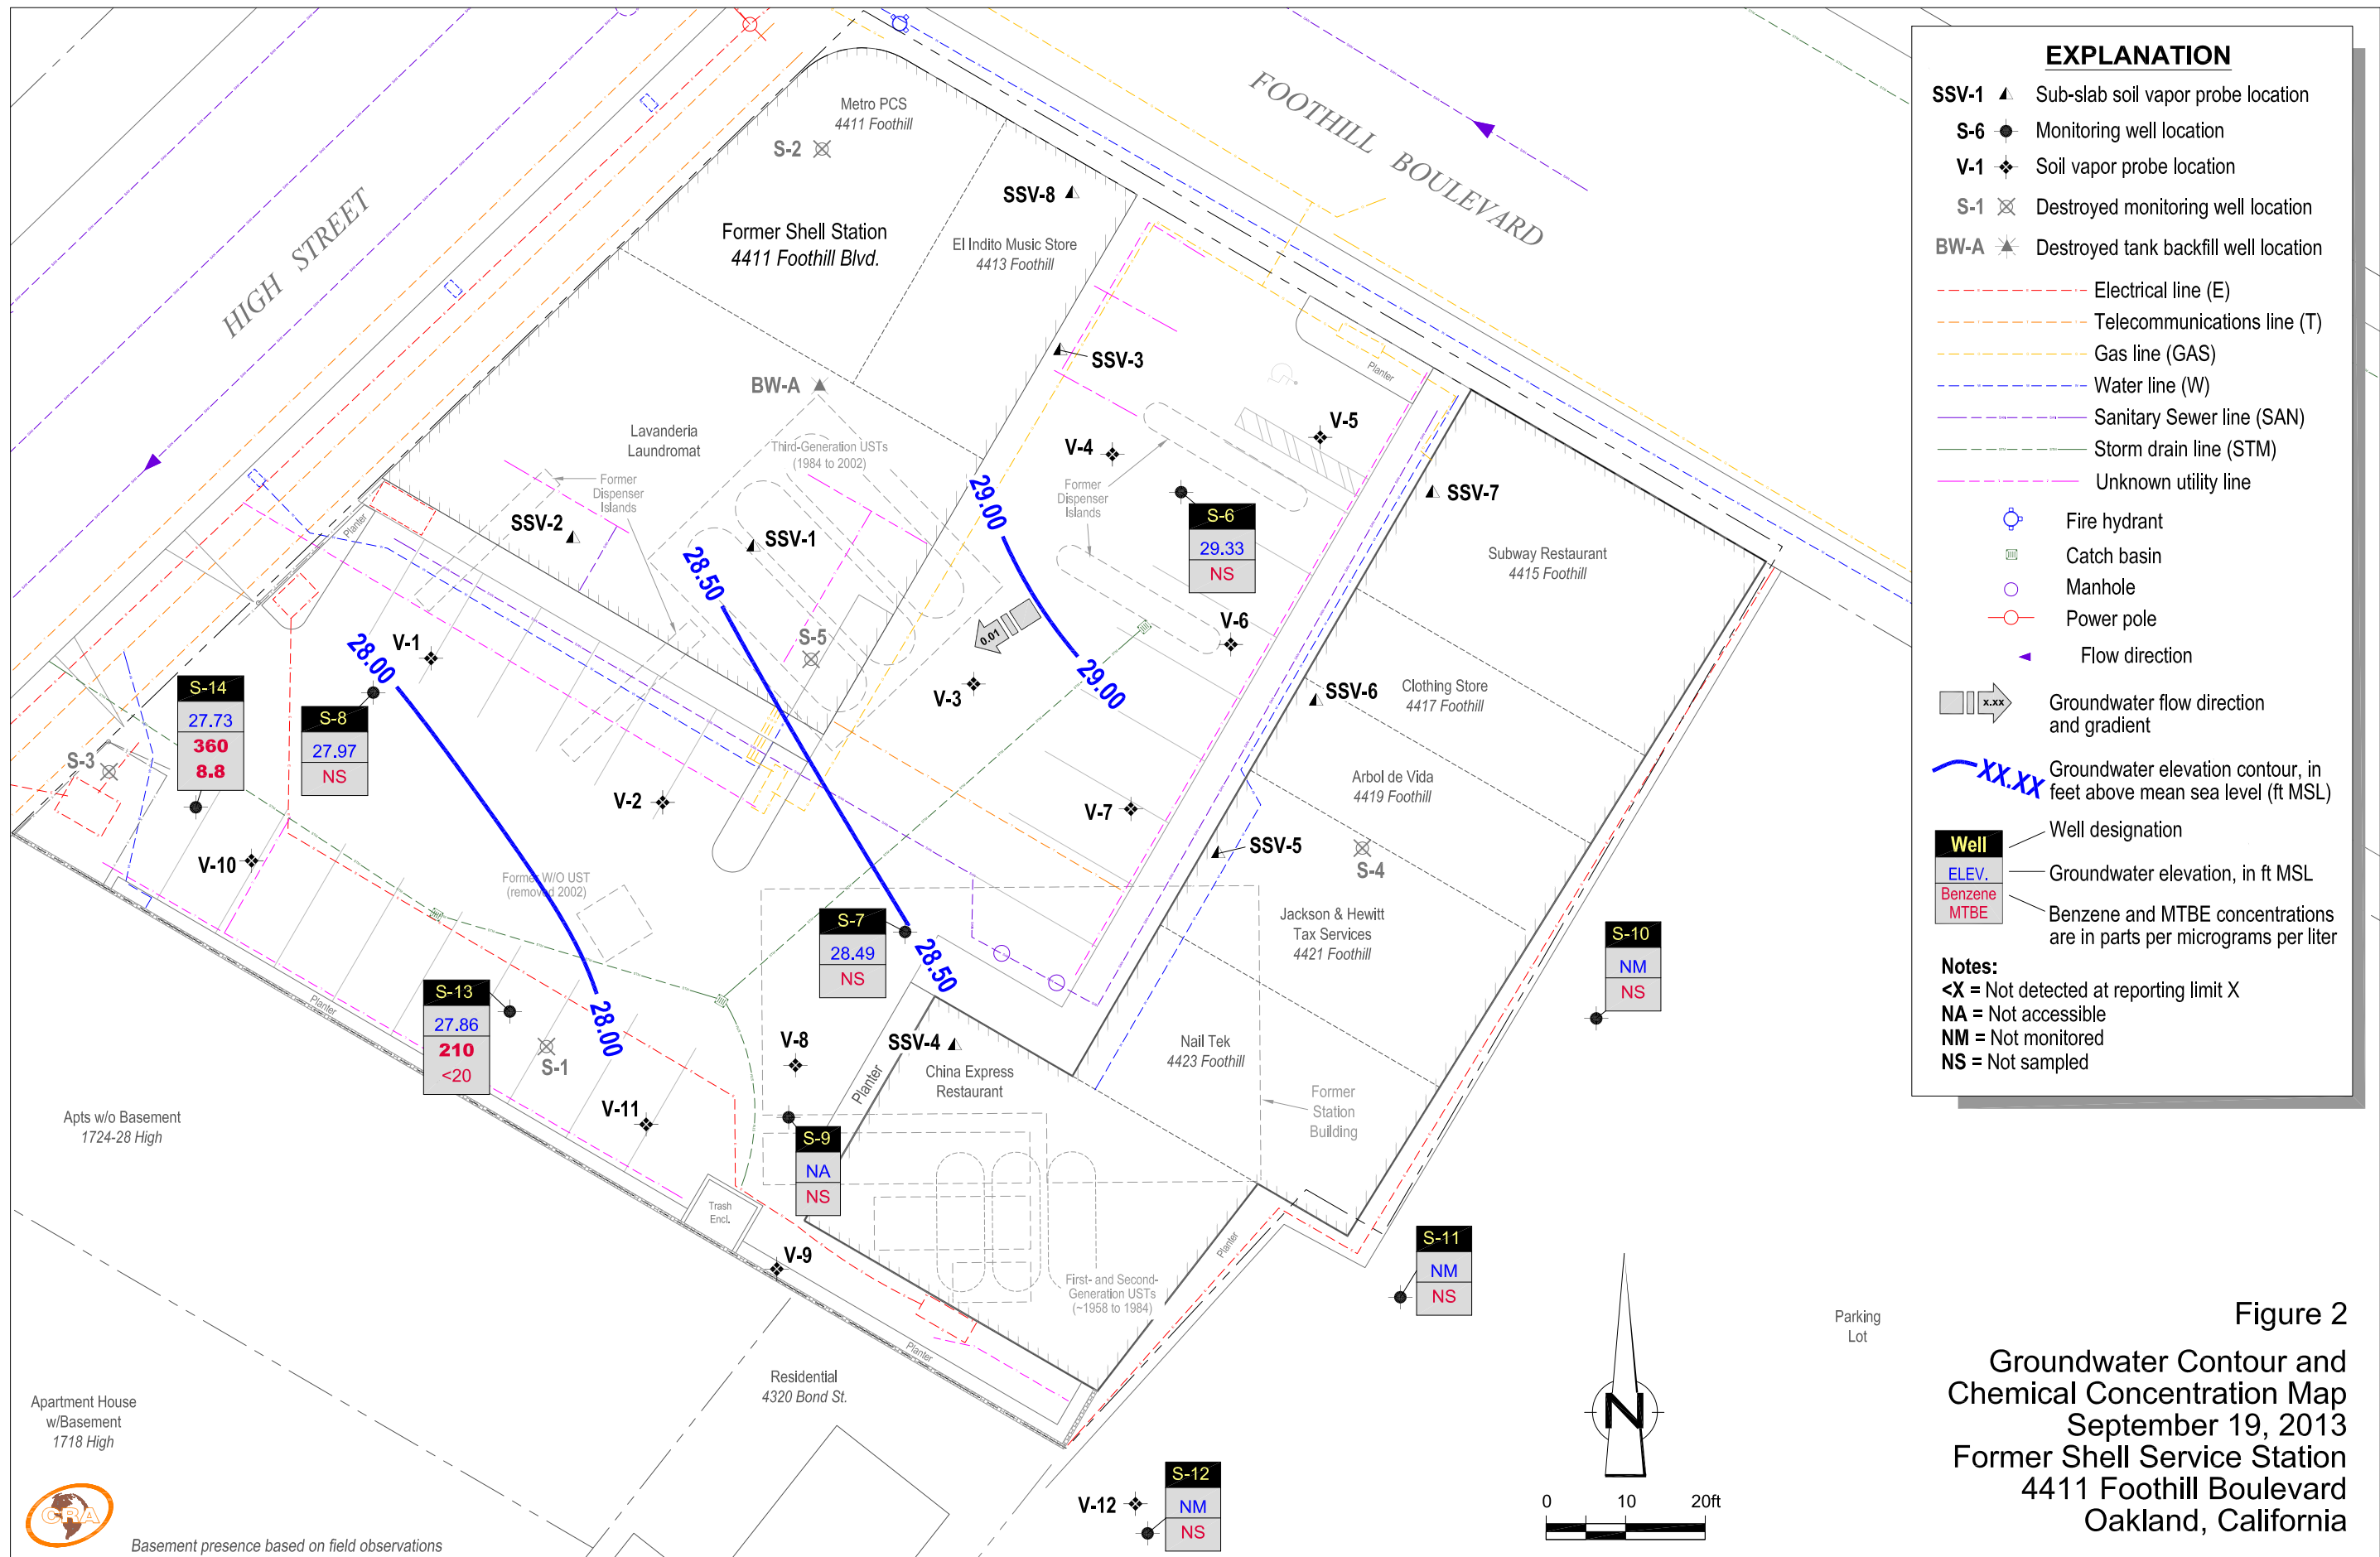 HIGH STREET
FOOTHILL BOULEVARD
Metro PCS
4411 Foothill
S-2
SSV-8
Former Shell Station
4411 Foothill Blvd.
El Indito Music Store
4413 Foothill
SSV-3
Planter
BW-A
V-5
V-4
Lavanderia
Laundromat
Third-Generation USTs
(1984 to 2002)
Former
Dispenser
Islands
Former
Dispenser
Islands
29.00
SSV-7
S-6
29.33
NS
SSV-2
SSV-1
Planter
28.50
Subway Restaurant
4415 Foothill
0.01
S-5
V-6
V-1
28.00
29.00
V-3
SSV-6
Clothing Store
4417 Foothill
S-14
27.73
360
8.8
S-8
27.97
NS
S-3
V-2
V-7
Arbol de Vida
4419 Foothill
SSV-5
S-4
V-10
Former W/O UST
(removed 2002)
S-7
28.49
NS
28.50
Jackson & Hewitt
Tax Services
4421 Foothill
S-10
NM
NS
Planter
S-13
27.86
210
<20
28.00
S-1
V-8
SSV-4
China Express
Restaurant
Planter
Nail Tek
4423 Foothill
Former
Station
Building
V-11
S-9
NA
NS
Apts w/o Basement
1724-28 High
Trash
Encl.
V-9
Planter
First- and Second-
Generation USTs
(~1958 to 1984)
S-11
NM
NS
Planter
Residential
4320 Bond St.
Parking
Lot
Apartment House
w/Basement
1718 High
V-12
S-12
NM
NS
CRA
Basement presence based on field observations
N
0 10 20ft
EXPLANATION
SSV-1 Sub-slab soil vapor probe location
S-6 Monitoring well location
V-1 Soil vapor probe location
S-1 Destroyed monitoring well location
BW-A Destroyed tank backfill well location
Electrical line (E)
Telecommunications line (T)
Gas line (GAS)
Water line (W)
Sanitary Sewer line (SAN)
Storm drain line (STM)
Unknown utility line
Fire hydrant
Catch basin
Manhole
Power pole
Flow direction
x.xx Groundwater flow direction
and gradient
XX.XX Groundwater elevation contour, in
feet above mean sea level (ft MSL)
Well
ELEV.
Benzene
MTBE
Well designation
Groundwater elevation, in ft MSL
Benzene and MTBE concentrations
are in parts per micrograms per liter
Notes:
<X = Not detected at reporting limit X
NA = Not accessible
NM = Not monitored
NS = Not sampled
Figure 2
Groundwater Contour and
Chemical Concentration Map
September 19, 2013
Former Shell Service Station
4411 Foothill Boulevard
Oakland, California